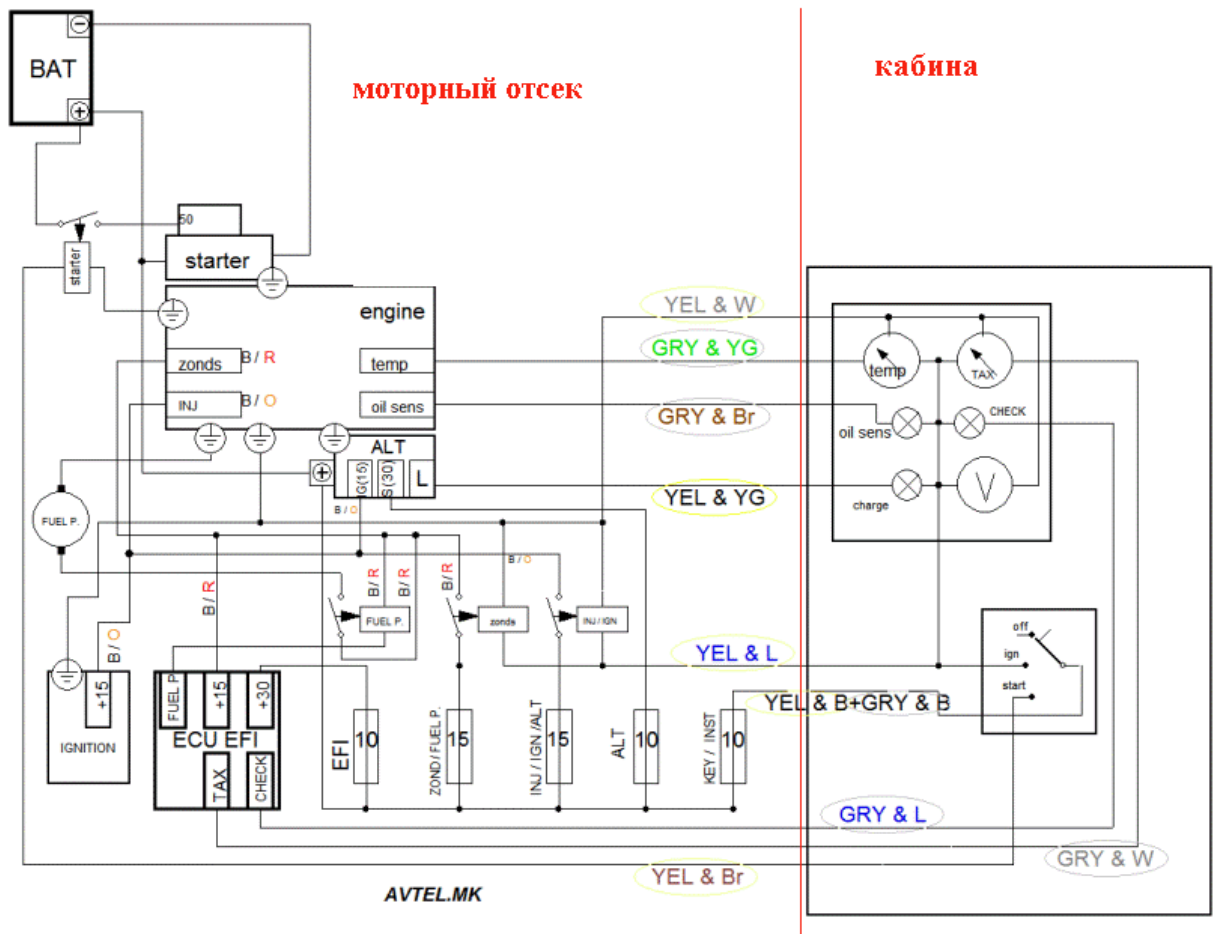 BAT
моторный отсек
кабина
50
starter
starter
engine
YEL & W
zonds
B / R
temp
GRY & YG
temp
TAX
INJ
B / O
oil sens
GRY & Br
oil sens
CHECK
ALT
IG(15)
S(30)
L
YEL & YG
charge
V
FUEL P.
B / O
B / O
B / R
B / R
B / R
B / R
FUEL P.
zonds
INJ / IGN
off
ign
start
YEL & L
B / O
+15
IGNITION
FUEL P
+15
+30
ECU EFI
TAX
CHECK
EFI
10
ZOND/ FUEL P.
15
INJ / IGN /ALT
15
ALT
10
KEY / INST
10
YEL & B+GRY & B
GRY & L
GRY & W
YEL & Br
AVTEL.MK